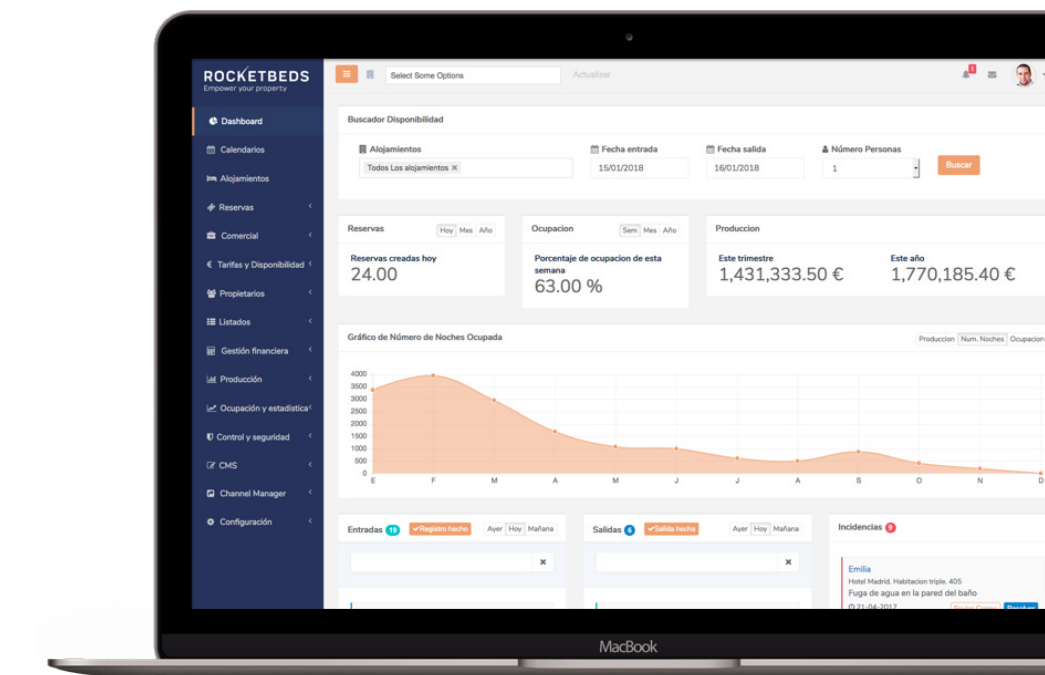 ROCKETBEDS
Empower your property
Select Some Options
Actualizar
1
Dashboard
Calendarios
Alojamientos
Reservas
Comercial
Tarifas y Disponibilidad
Propietarios
Listados
Gestión financiera
Producción
Ocupación y estadistica
Control y seguridad
CMS
Channel Manager
Configuración
Buscador Disponibilidad
Alojamientos
Fecha entrada
Fecha salida
Número Personas
Todos Los alojamientos ×
15/01/2018
16/01/2018
1
Buscar
Reservas
Hoy Mes Año
Ocupacion
Sem Mes Año
Produccion
Reservas creadas hoy
24.00
Porcentaje de ocupacion de esta
semana
63.00 %
Este trimestre
1,431,333.50 €
Este año
1,770,185.40 €
Gráfico de Número de Noches Ocupada
Produccion Num. Noches Ocupacion
4000
3500
3000
2500
2000
1500
1000
500
0
E F M A M J J A S O N D
Entradas 19 Registro hecho Ayer Hoy Mañana
Salidas 6 Salida hecha Ayer Hoy Mañana
Incidencias 9
Emilia
Hotel Madrid. Habitacion triple. 405
Fuga de agua en la pared del baño
21-04-2017
MacBook